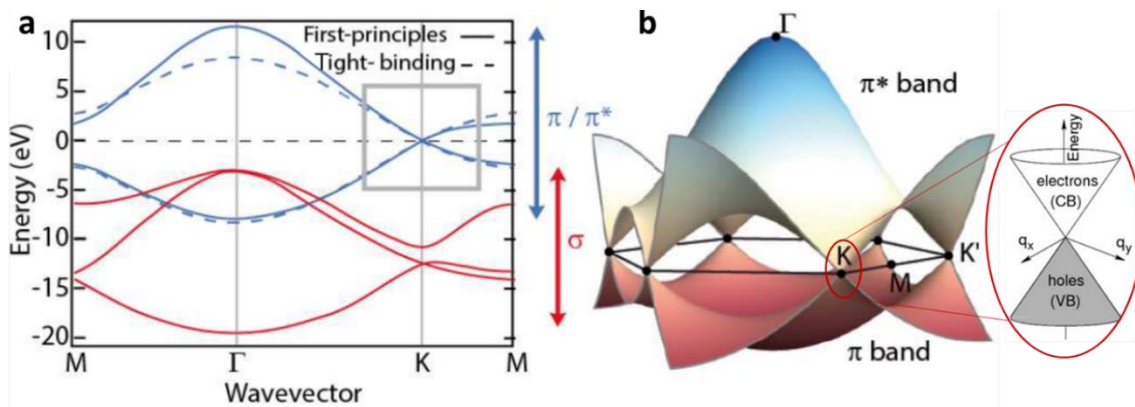 a
10
5
0
-5
-10
-15
-20
Energy (eV)
First-principles
Tight- binding
M
Γ
K
M
Wavevector
π / π*
σ
b
Γ
π* band
K
M
K'
π band
Energy
electrons
(CB)
q_x
q_y
holes
(VB)